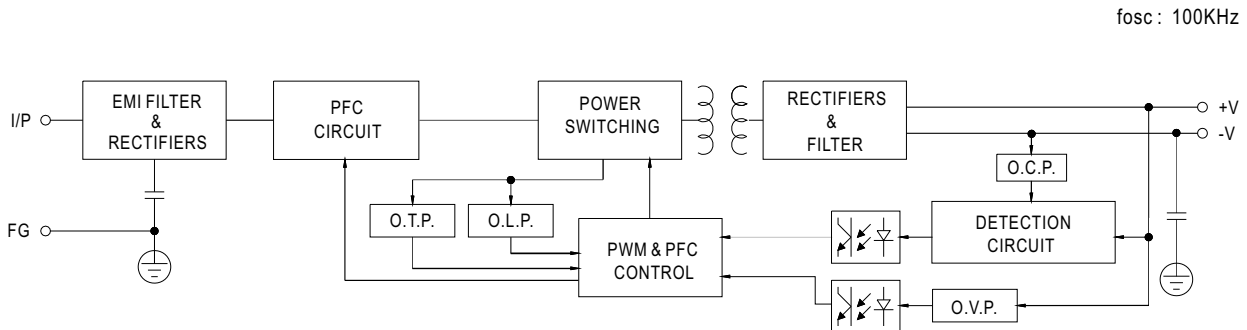 fosc : 100KHz
I/P
EMI FILTER
&
RECTIFIERS
PFC
CIRCUIT
POWER
SWITCHING
RECTIFIERS
&
FILTER
+V
-V
O.C.P.
O.T.P.
O.L.P.
FG
PWM & PFC
CONTROL
DETECTION
CIRCUIT
O.V.P.